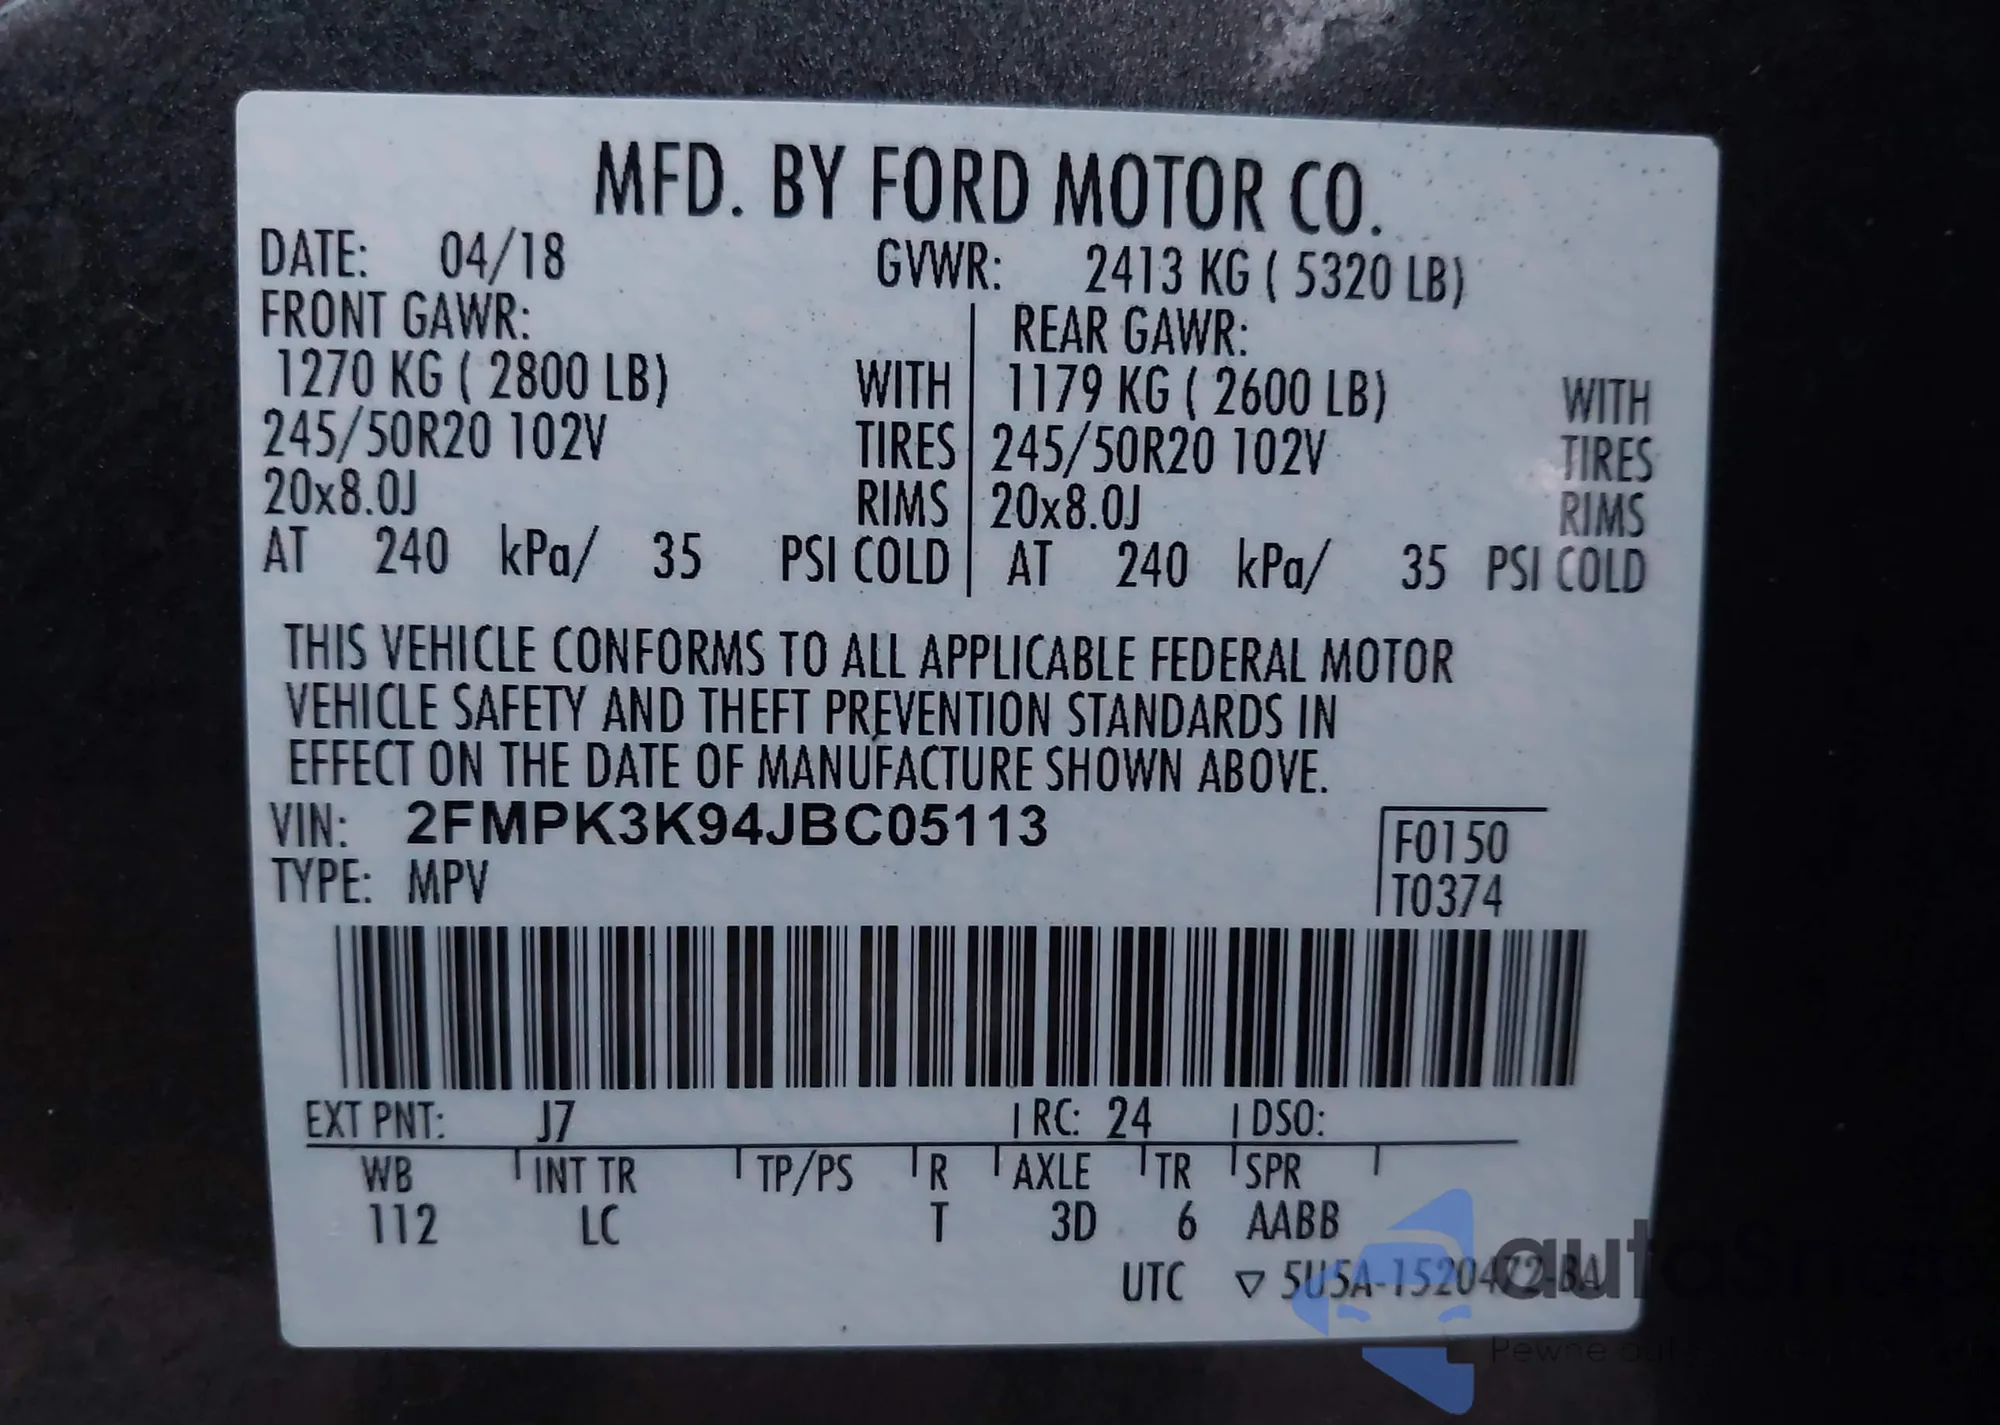 MFD. BY FORD MOTOR CO.
DATE: 04/18 GVWR: 2413 KG ( 5320 LB)
FRONT GAWR: REAR GAWR:
1270 KG ( 2800 LB) WITH 1179 KG ( 2600 LB) WITH
245/50R20 102V TIRES 245/50R20 102V TIRES
20x8.0J RIMS 20x8.0J RIMS
AT 240 kPa/ 35 PSI COLD AT 240 kPa/ 35 PSI COLD
THIS VEHICLE CONFORMS TO ALL APPLICABLE FEDERAL MOTOR
VEHICLE SAFETY AND THEFT PREVENTION STANDARDS IN
EFFECT ON THE DATE OF MANUFACTURE SHOWN ABOVE.
VIN: 2FMPK3K94JBC05113
F0150
TYPE: MPV
T0374
EXT PNT: J7 RC: 24 DSO:
WB INT TR TP/PS R AXLE TR SPR
112 LC T 3D 6 AABB
UTC ▽ 5U5A-1520472-BA
Pewne